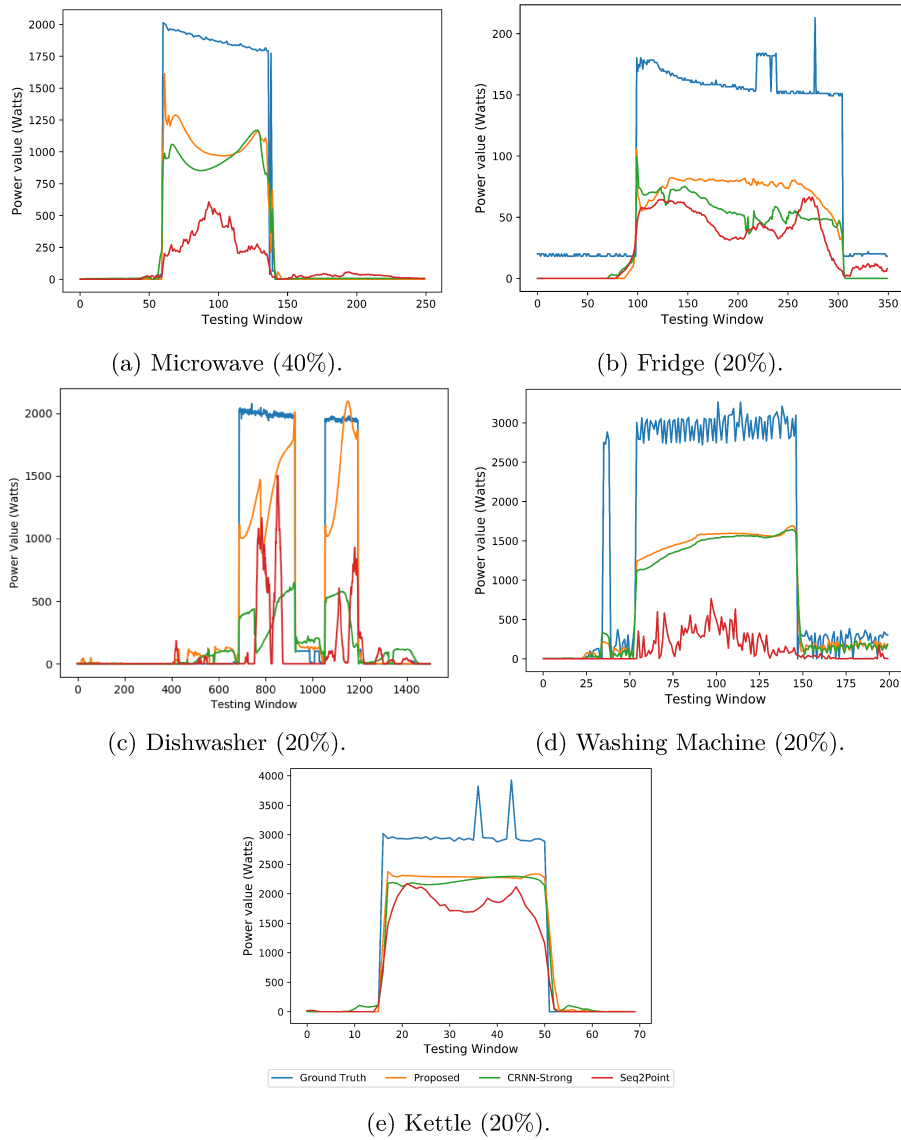 2000
1750
1500
1250
1000
750
500
250
0
Power value (Watts)
0 50 100 150 200 250
Testing Window
(a) Microwave (40%).
200
150
100
50
0
Power value (Watts)
0 50 100 150 200 250 300 350
Testing Window
(b) Fridge (20%).
2000
1500
1000
500
0
Power value (Watts)
0 200 400 600 800 1000 1200 1400
Testing Window
(c) Dishwasher (20%).
3000
2500
2000
1500
1000
500
0
Power value (Watts)
0 25 50 75 100 125 150 175 200
Testing Window
(d) Washing Machine (20%).
4000
3500
3000
2500
2000
1500
1000
500
0
Power value (Watts)
0 10 20 30 40 50 60 70
Testing Window
Ground Truth Proposed CRNN-Strong Seq2Point
(e) Kettle (20%).